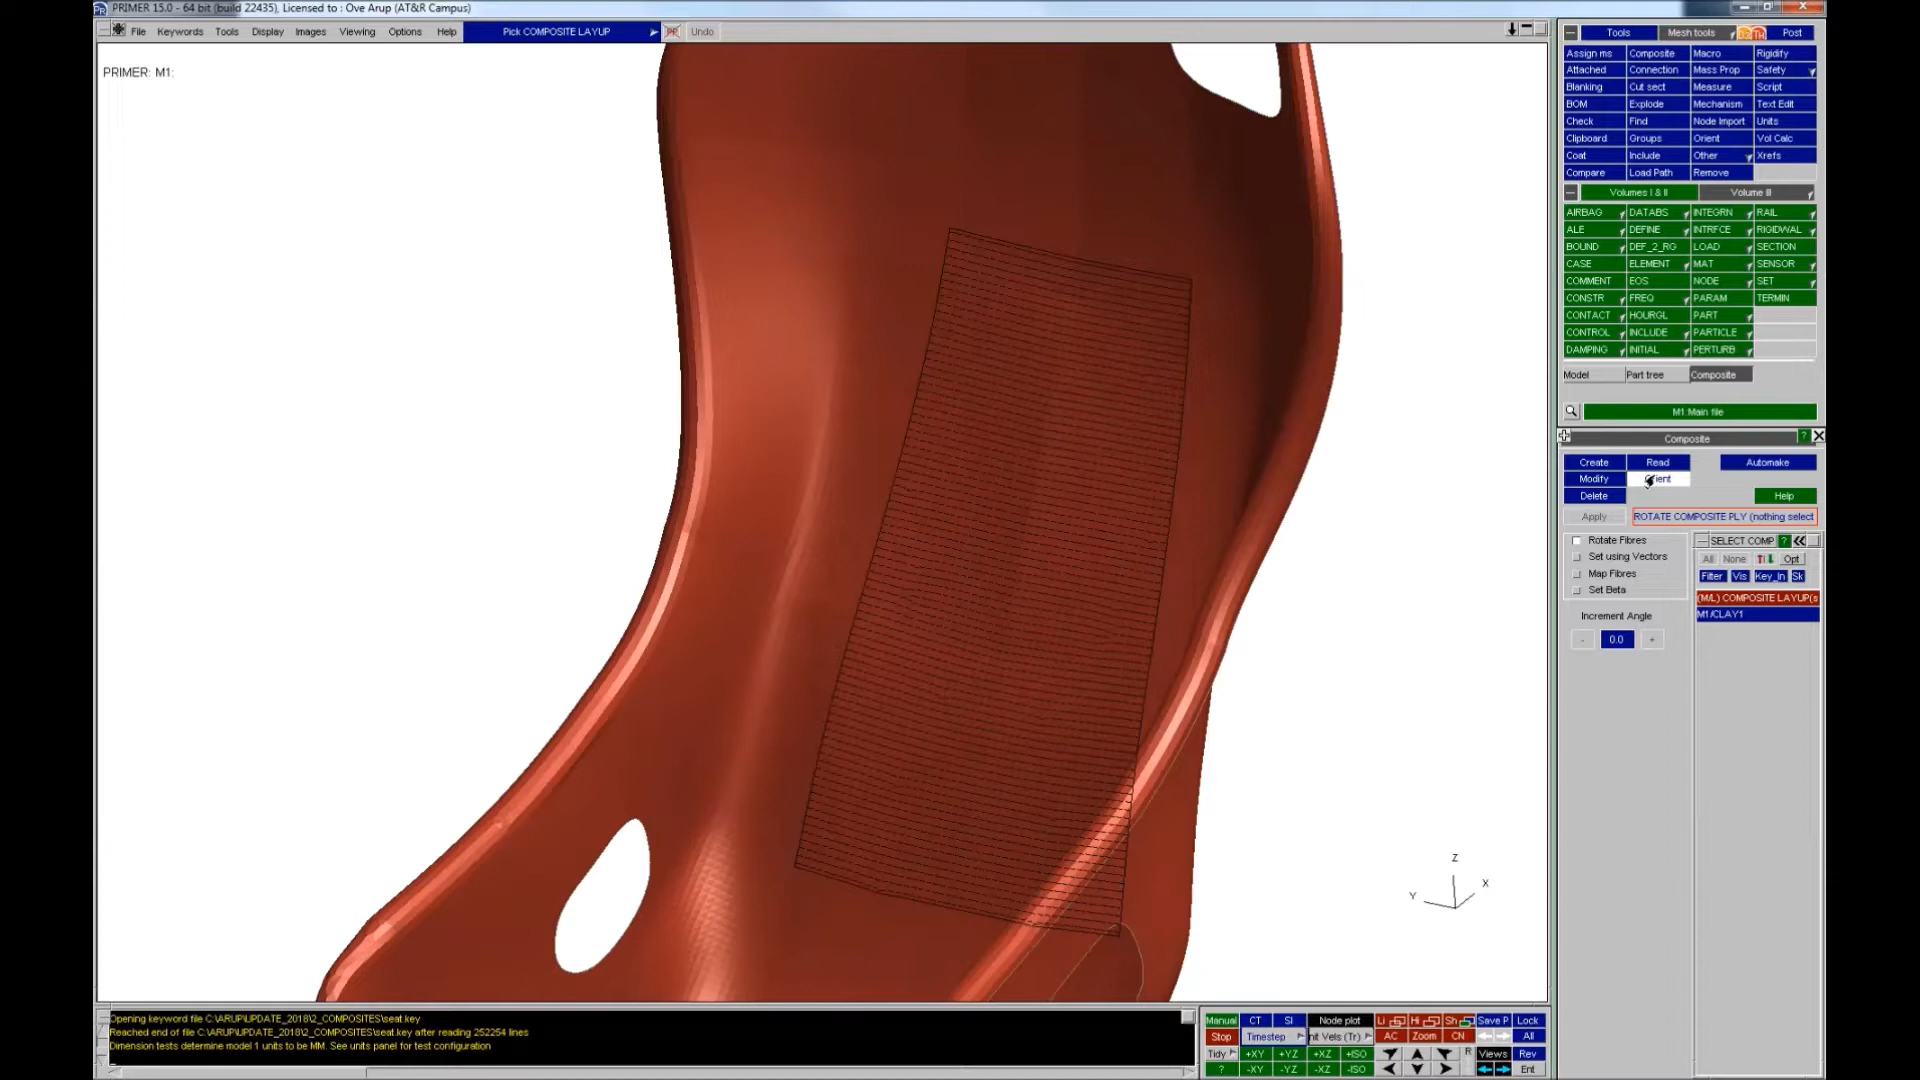 PRIMER 15.0 - 64 bit (build 22435), Licensed to : Ove Arup (AT&R Campus)
File Keywords Tools Display Images Viewing Options Help Pick COMPOSITE LAYUP Undo
PRIMER: M1:
Z
X
Y
Tools Mesh tools Post
Assign ms Composite Macro Rigidify
Attached Connection Mass Prop Safety
Blanking Cut sect Measure Script
BOM Explode Mechanism Text Edit
Check Find Node Import Units
Clipboard Groups Orient Vol Calc
Coat Include Other Xrefs
Compare Load Path Remove
Volumes I & II Volume III
AIRBAG DATABS INTEGRN RAIL
ALE DEFINE INTRFCE RIGIDWAL
BOUND DEF_2_RG LOAD SECTION
CASE ELEMENT MAT SENSOR
COMMENT EOS NODE SET
CONSTR FREQ PARAM TERMIN
CONTACT HOURGL PART
CONTROL INCLUDE PARTICLE
DAMPING INITIAL PERTURB
Model Part tree Composite
M1:Main file
Composite ?
Create Read Automake
Modify
Delete Help
Apply ROTATE COMPOSITE PLY (nothing select
Rotate Fibres
Set using Vectors
Map Fibres
Set Beta
Increment Angle
- 0.0 +
SELECT COMP ?
All None Opt
Filter Vis Key_In Sk
(M/L) COMPOSITE LAYUP(s
M1/CLAY1
Opening keyword file C:\ARUP\UPDATE_2018\2_COMPOSITES\seat.key
Reached end of file C:\ARUP\UPDATE_2018\2_COMPOSITES\seat.key after reading 252254 lines
Dimension tests determine model 1 units to be MM. See units panel for test configuration
Manual CT SI Node plot Li Hi Sh Save P Lock
Stop Timestep nit Vels (Tr) AC Zoom CN All
Tidy +XY +YZ +XZ +ISO R Views Rev
? -XY -YZ -XZ -ISO Ent